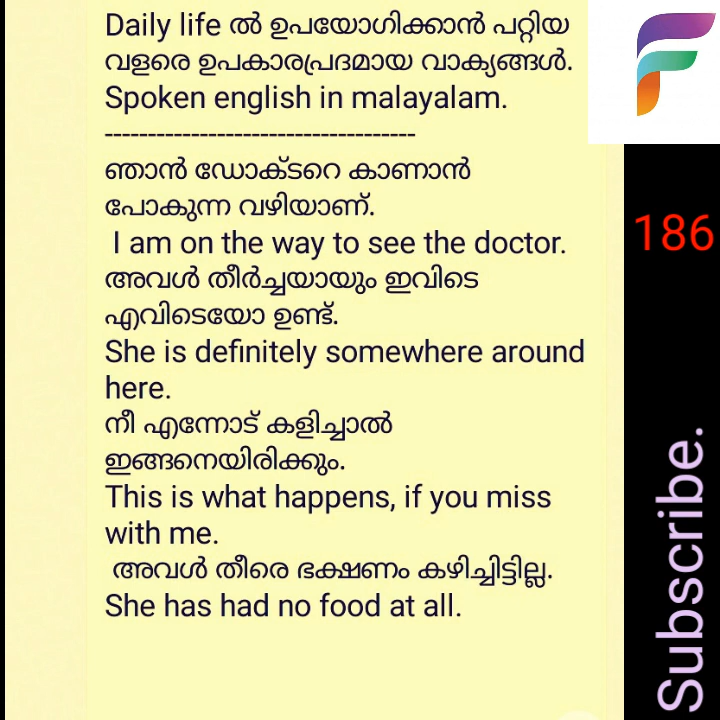 Daily life ൽ ഉപയോഗിക്കാൻ പറ്റിയ
വളരെ ഉപകാരപ്രദമായ വാക്യങ്ങൾ.
Spoken english in malayalam.
------------------------------------
ഞാൻ ഡോക്ടറെ കാണാൻ
പോകുന്ന വഴിയാണ്.
I am on the way to see the doctor.
അവൾ തീർച്ചയായും ഇവിടെ
എവിടെയോ ഉണ്ട്.
She is definitely somewhere around
here.
നീ എന്നോട് കളിച്ചാൽ
ഇങ്ങനെയിരിക്കും.
This is what happens, if you miss
with me.
അവൾ തീരെ ഭക്ഷണം കഴിച്ചിട്ടില്ല.
She has had no food at all.
186
Subscribe.